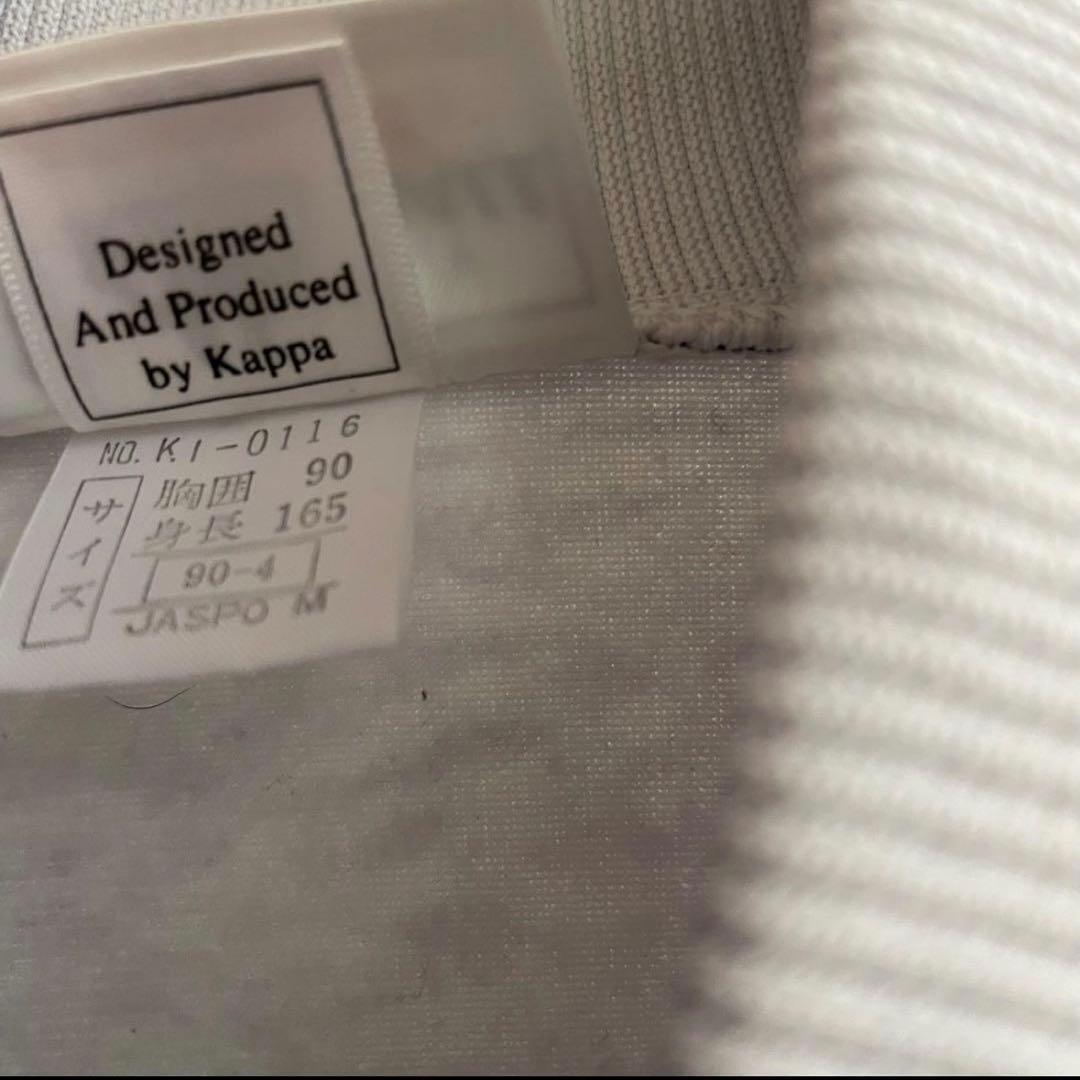 Designed
And Produced
by Kappa
NO. KI-0116
サイズ
胸囲 90
身長 165
90-4
JASPO M